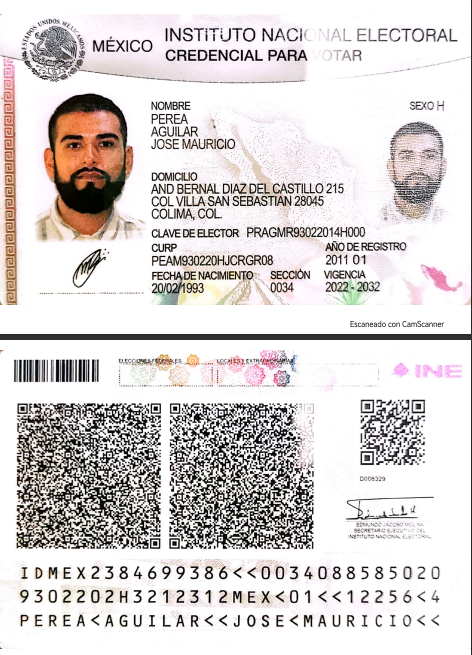 ESTADOS UNIDOS MEXICANOS
MÉXICO
INSTITUTO NACIONAL ELECTORAL
CREDENCIAL PARA VOTAR
NOMBRE
PEREA
AGUILAR
JOSE MAURICIO
SEXO H
DOMICILIO
AND BERNAL DIAZ DEL CASTILLO 215
COL VILLA SAN SEBASTIAN 28045
COLIMA, COL.
CLAVE DE ELECTOR PRAGMR93022014H000
CURP
PEAM930220HJCRGR08
AÑO DE REGISTRO
2011 01
FECHA DE NACIMIENTO
20/02/1993
SECCIÓN
0034
VIGENCIA
2022 - 2032
Escaneado con CamScanner
ELECCIONES FEDERALES
LOCALES Y EXTRAORDINARIAS
INE
EDMUNDO JACOBO MOLINA
SECRETARIO EJECUTIVO DEL
INSTITUTO NACIONAL ELECTORAL
IDMEX2384699386<<0034088585020
9302202H3212312MEX<01<<12256<4
PEREA<AGUILAR<<JOSE<MAURICIO<<